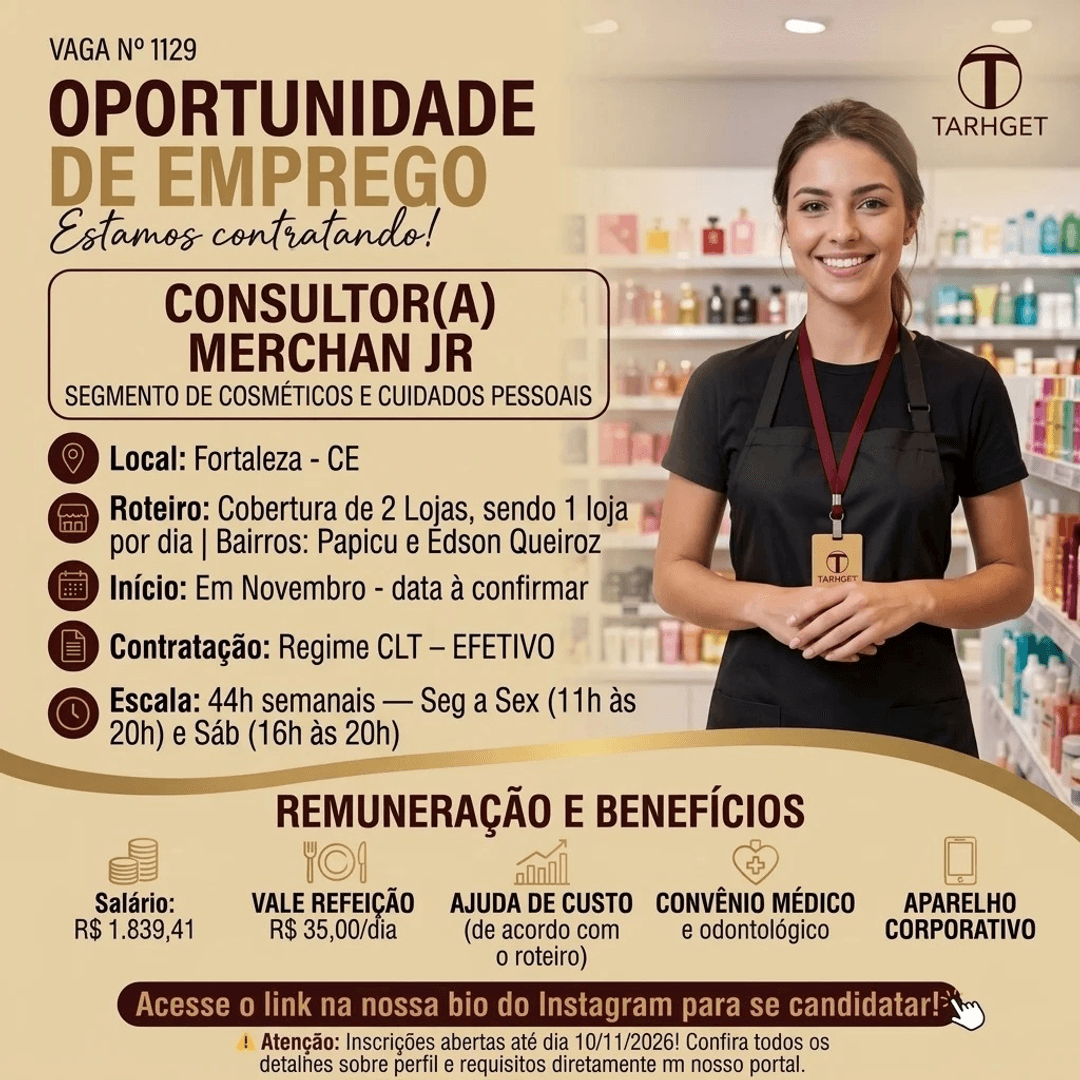 VAGA Nº 1129
OPORTUNIDADE
DE EMPREGO
Estamos contratando!
TARHGET
CONSULTOR(A)
MERCHAN JR
SEGMENTO DE COSMÉTICOS E CUIDADOS PESSOAIS
Local: Fortaleza - CE
Roteiro: Cobertura de 2 Lojas, sendo 1 loja
por dia | Bairros: Papicu e Edson Queiroz
Início: Em Novembro - data à confirmar
Contratação: Regime CLT – EFETIVO
Escala: 44h semanais — Seg a Sex (11h às
20h) e Sáb (16h às 20h)
TARHGET
REMUNERAÇÃO E BENEFÍCIOS
Salário:
R$ 1.839,41
VALE REFEIÇÃO
R$ 35,00/dia
AJUDA DE CUSTO
(de acordo com
o roteiro)
CONVÊNIO MÉDICO
e odontológico
APARELHO
CORPORATIVO
Acesse o link na nossa bio do Instagram para se candidatar!
Atenção: Inscrições abertas até dia 10/11/2026! Confira todos os
detalhes sobre perfil e requisitos diretamente rm nosso portal.